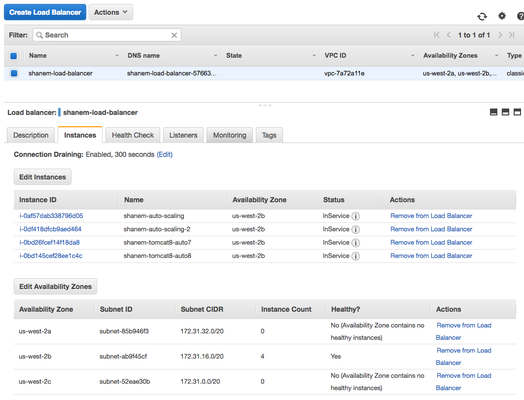 Create Load Balancer Actions
Filter: Search 1 to 1 of 1
Name DNS name State VPC ID Availability Zones Type
shanem-load-balancer shanem-load-balancer-57663... vpc-7a72a11e us-west-2a, us-west-2b,... classic
Load balancer: shanem-load-balancer
Description Instances Health Check Listeners Monitoring Tags
Connection Draining: Enabled, 300 seconds (Edit)
Edit Instances
Instance ID Name Availability Zone Status Actions
i-0af57dab338796d05 shanem-auto-scaling us-west-2b InService Remove from Load Balancer
i-0df418dfcb9aed464 shanem-auto-scaling-2 us-west-2b InService Remove from Load Balancer
i-0bd26fcef14f18da8 shanem-tomcat8-auto7 us-west-2b InService Remove from Load Balancer
i-0bd145cef28ee1c4c shanem-tomcat8-auto8 us-west-2b InService Remove from Load Balancer
Edit Availability Zones
Availability Zone Subnet ID Subnet CIDR Instance Count Healthy? Actions
us-west-2a subnet-85b946f3 172.31.32.0/20 0 No (Availability Zone contains no healthy instances) Remove from Load Balancer
us-west-2b subnet-ab9f45cf 172.31.16.0/20 4 Yes Remove from Load Balancer
us-west-2c subnet-52eae30b 172.31.0.0/20 0 No (Availability Zone contains no healthy instances) Remove from Load Balancer